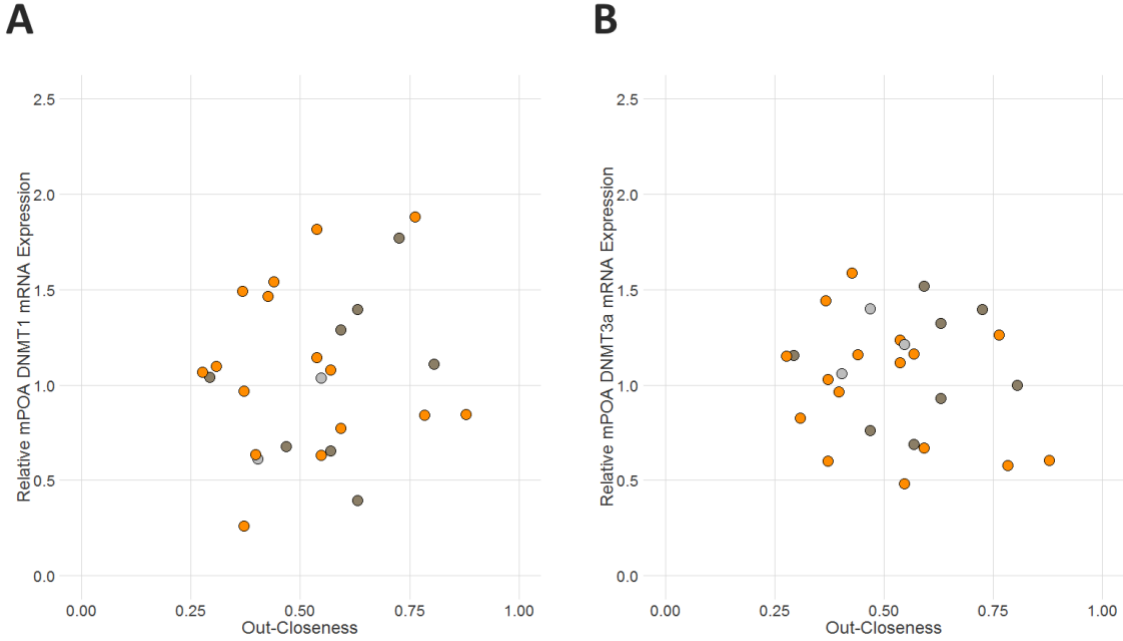 A
B
Relative mPOA DNMT1 mRNA Expression
2.5
2.0
1.5
1.0
0.5
0.0
0.00 0.25 0.50 0.75 1.00
Out-Closeness
Relative mPOA DNMT3a mRNA Expression
2.5
2.0
1.5
1.0
0.5
0.0
0.00 0.25 0.50 0.75 1.00
Out-Closeness